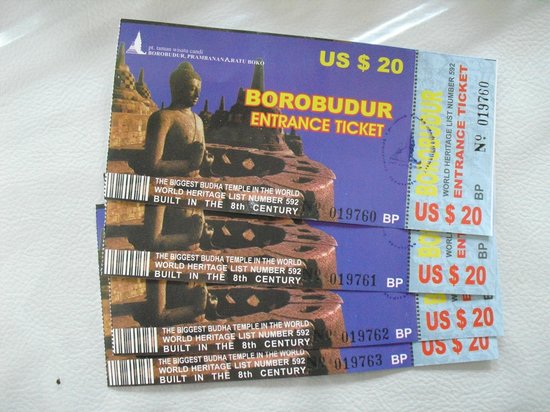 pt. taman wisata candi
BOROBUDUR, PRAMBANAN & RATU BOKO
US $ 20
BOROBUDUR
ENTRANCE TICKET
THE BIGGEST BUDHA TEMPLE IN THE WORLD
WORLD HERITAGE LIST NUMBER 592
BUILT IN THE 8th CENTURY
Nº 019760 BP
BOROBUDUR
WORLD HERITAGE LIST NUMBER 592
ENTRANCE TICKET
BP Nº 019760
US $ 20
THE BIGGEST BUDHA TEMPLE IN THE WORLD
WORLD HERITAGE LIST NUMBER 592
BUILT IN THE 8th CENTURY
Nº 019761 BP
BP
US $ 20
THE BIGGEST BUDHA TEMPLE IN THE WORLD
WORLD HERITAGE LIST NUMBER 592
BUILT IN THE 8th CENTURY
Nº 019762 BP
US $ 20
THE BIGGEST BUDHA TEMPLE IN THE WORLD
WORLD HERITAGE LIST NUMBER 592
BUILT IN THE 8th CENTURY
Nº 019763 BP
US $ 20